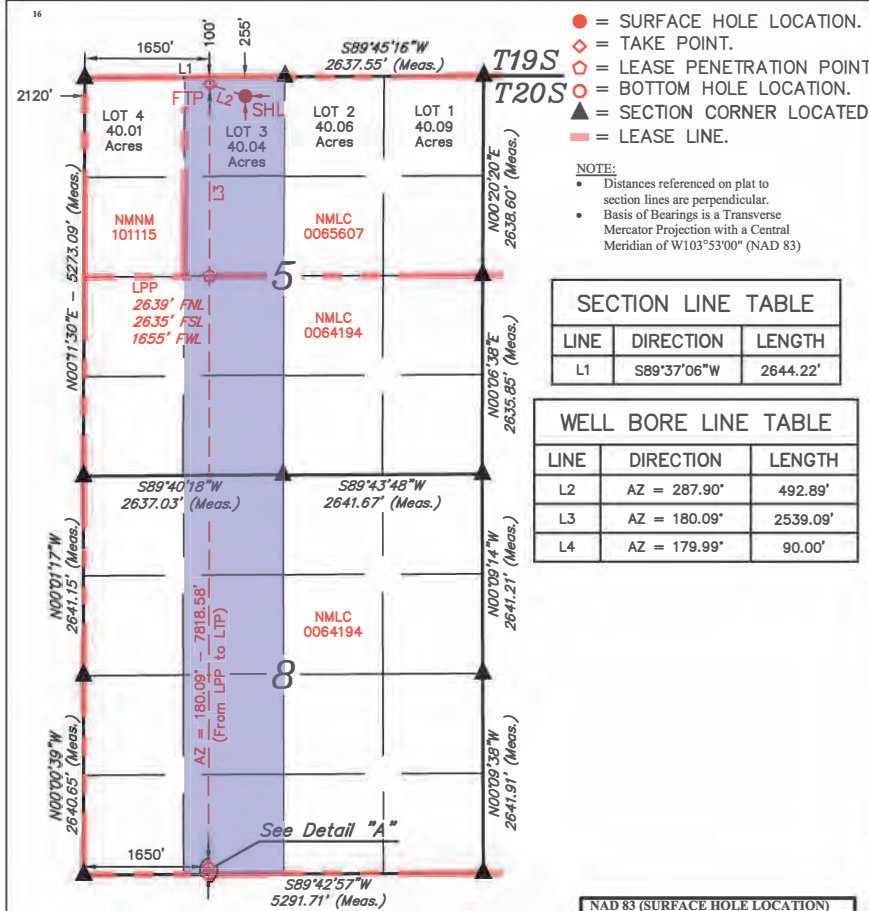 16
1650'
100'
255'
S89°45'16"W
2637.55' (Meas.)
L1
T19S
T20S
2120'
FTP
L2
SHL
LOT 4
40.01
Acres
LOT 3
40.04
Acres
LOT 2
40.06
Acres
LOT 1
40.09
Acres
L3
N00°20'20"E
2638.60' (Meas.)
NMNM
101115
NMLC
0065607
N00°11'30"E - 5273.09' (Meas.)
5
LPP
2639' FNL
2635' FSL
1655' FWL
NMLC
0064194
N00°06'38"E
2635.85' (Meas.)
S89°40'18"W
2637.03' (Meas.)
S89°43'48"W
2641.67' (Meas.)
N00°01'17"W
2641.15' (Meas.)
N00°09'14"W
2641.21' (Meas.)
NMLC
0064194
8
AZ = 180.09° - 7818.58'
(From LPP to LTP)
N00°00'39"W
2640.65' (Meas.)
N00°09'38"W
2641.91' (Meas.)
See Detail "A"
1650'
S89°42'57"W
5291.71' (Meas.)
= SURFACE HOLE LOCATION.
= TAKE POINT.
= LEASE PENETRATION POINT
= BOTTOM HOLE LOCATION.
= SECTION CORNER LOCATED
= LEASE LINE.
NOTE:
• Distances referenced on plat to
section lines are perpendicular.
• Basis of Bearings is a Transverse
Mercator Projection with a Central
Meridian of W103°53'00" (NAD 83)
SECTION LINE TABLE
LINE DIRECTION LENGTH
L1 S89°37'06"W 2644.22'
WELL BORE LINE TABLE
LINE DIRECTION LENGTH
L2 AZ = 287.90° 492.89'
L3 AZ = 180.09° 2539.09'
L4 AZ = 179.99° 90.00'
NAD 83 (SURFACE HOLE LOCATION)